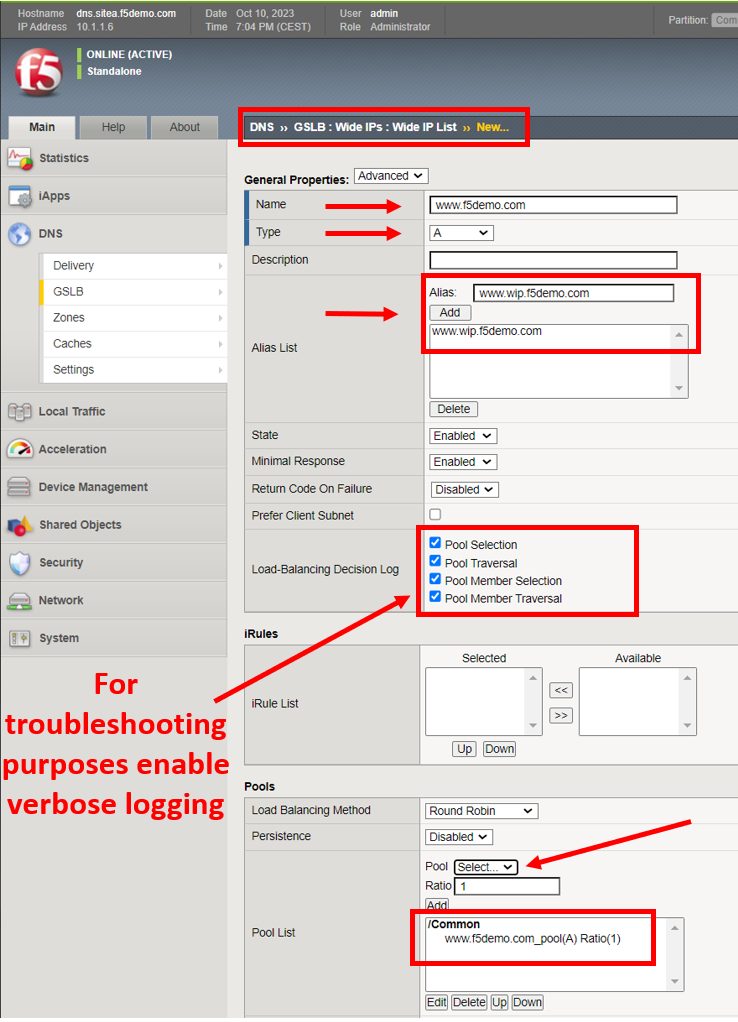 Hostname dns.sitea.f5demo.com Date Oct 10, 2023 User admin
IP Address 10.1.1.6 Time 7:04 PM (CEST) Role Administrator
Partition: Com
f5
ONLINE (ACTIVE)
Standalone
Main Help About
DNS ›› GSLB : Wide IPs : Wide IP List ›› New...
Statistics
iApps
DNS
Delivery
GSLB
Zones
Caches
Settings
Local Traffic
Acceleration
Device Management
Shared Objects
Security
Network
System
General Properties: Advanced
Name www.f5demo.com
Type A
Description
Alias List
Alias: www.wip.f5demo.com
Add
www.wip.f5demo.com
Delete
State Enabled
Minimal Response Enabled
Return Code On Failure Disabled
Prefer Client Subnet
Load-Balancing Decision Log
Pool Selection
Pool Traversal
Pool Member Selection
Pool Member Traversal
iRules
iRule List
Selected Available
<<
>>
Up Down
For
troubleshooting
purposes enable
verbose logging
Pools
Load Balancing Method Round Robin
Persistence Disabled
Pool List
Pool Select...
Ratio 1
Add
/Common
www.f5demo.com_pool(A) Ratio(1)
Edit Delete Up Down